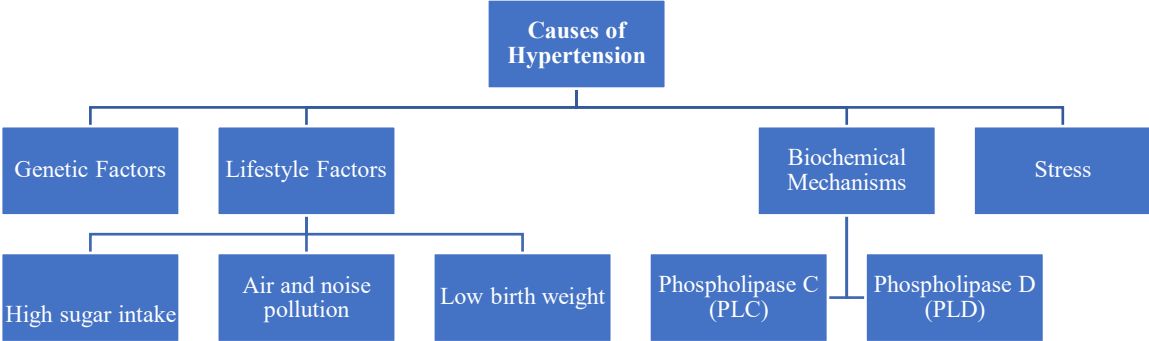 Causes of
Hypertension
Genetic Factors
Lifestyle Factors
Biochemical
Mechanisms
Stress
High sugar intake
Air and noise
pollution
Low birth weight
Phospholipase C
(PLC)
Phospholipase D
(PLD)